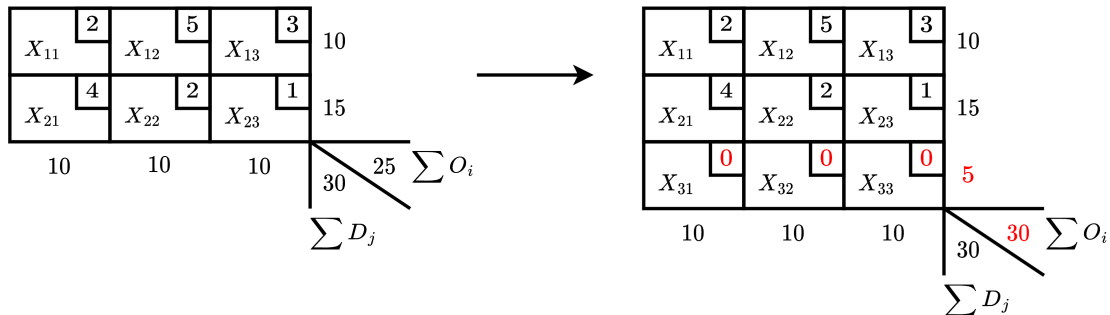 2 5 3
X₁₁ X₁₂ X₁₃ 10
4 2 1
X₂₁ X₂₂ X₂₃ 15
10 10 10 25 ∑ Oᵢ
30
∑ Dⱼ
2 5 3
X₁₁ X₁₂ X₁₃ 10
4 2 1
X₂₁ X₂₂ X₂₃ 15
0 0 0
X₃₁ X₃₂ X₃₃ 5
10 10 10 30 ∑ Oᵢ
30
∑ Dⱼ